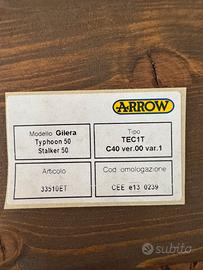 ARROW
Modello Gilera
Typhoon 50
Stalker 50
Tipo
TEC1T
C40 ver.00 var.1
Articolo
33510ET
Cod. omologazione
CEE e13 0239
subito